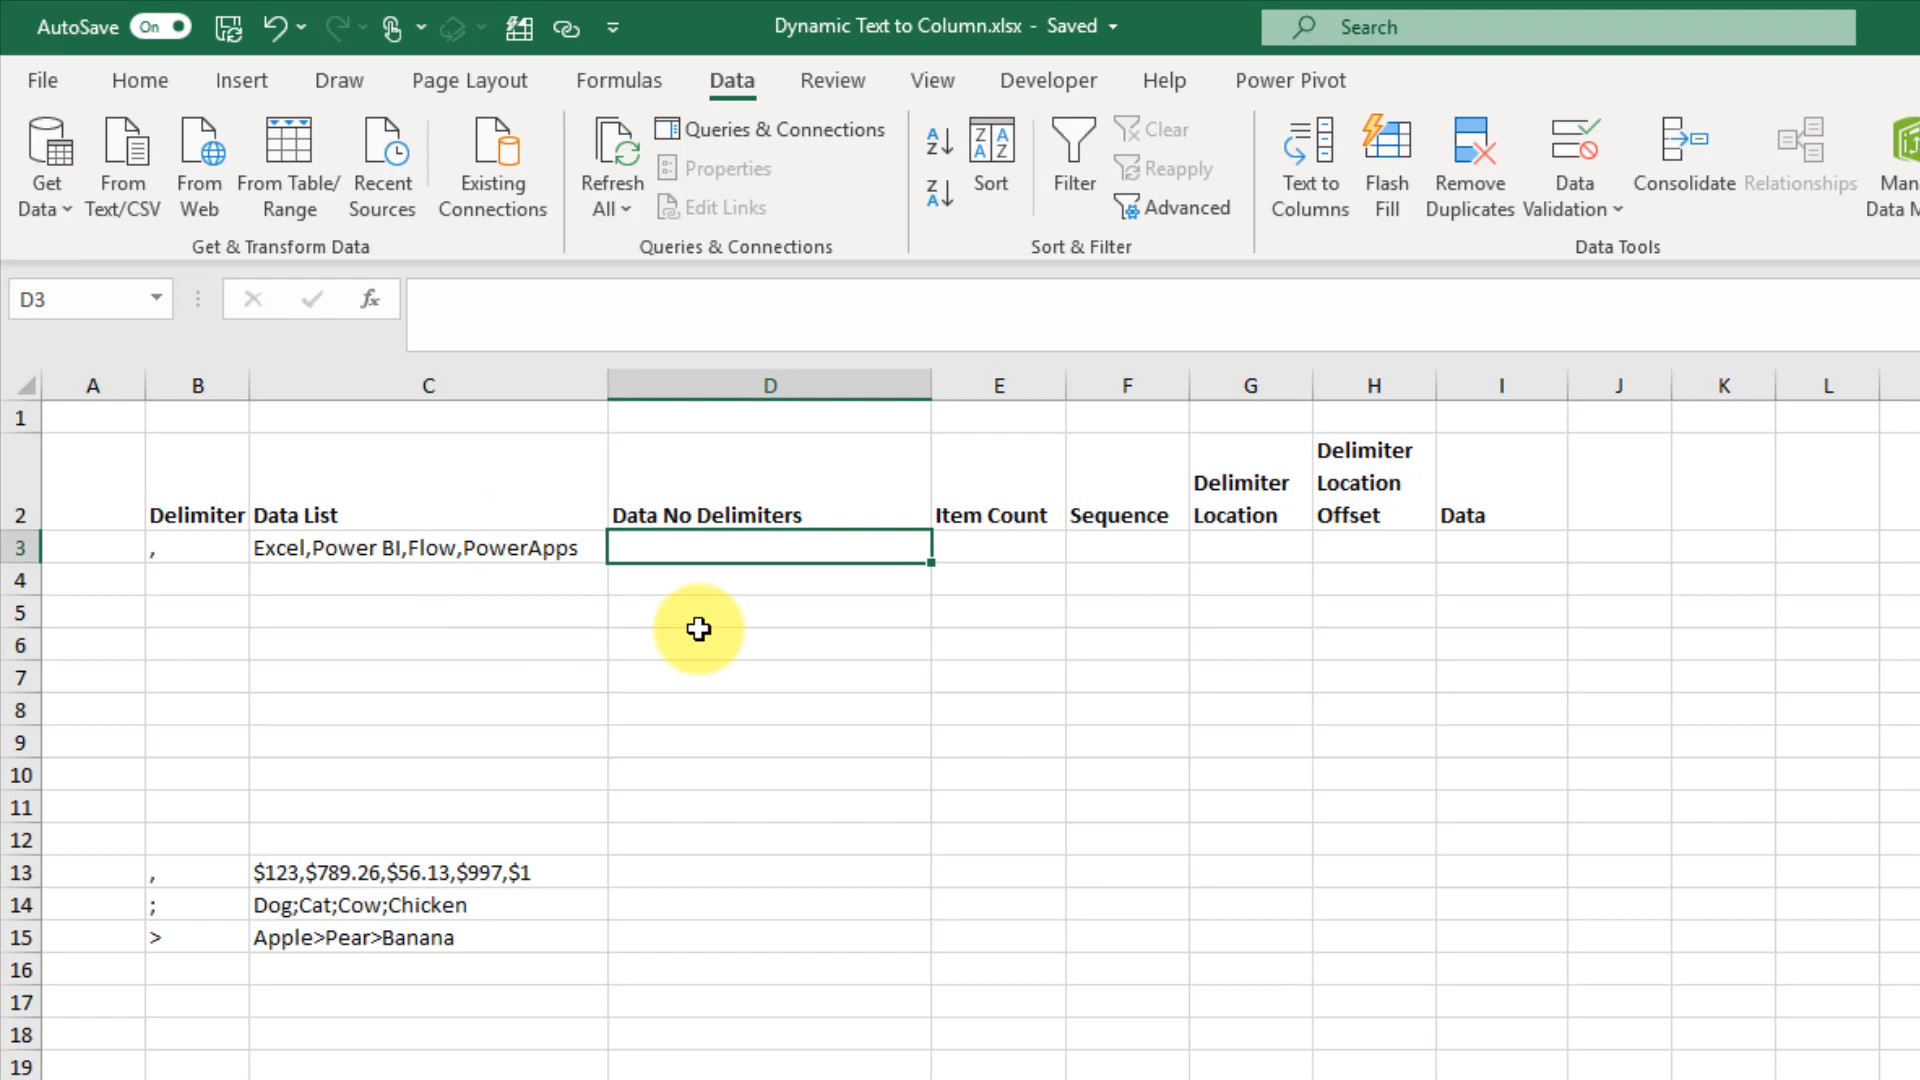 AutoSave On Dynamic Text to Column.xlsx - Saved Search
File Home Insert Draw Page Layout Formulas Data Review View Developer Help Power Pivot
Get Data
From Text/CSV
From Web
From Table/ Range
Recent Sources
Existing Connections
Get & Transform Data
Refresh All
Queries & Connections
Properties
Edit Links
Queries & Connections
Sort
Filter
Clear
Reapply
Advanced
Sort & Filter
Text to Columns
Flash Fill
Remove Duplicates
Data Validation
Consolidate
Relationships
Data Tools
D3 fx
A B C D E F G H I J K L
1
2 Delimiter Data List Data No Delimiters Item Count Sequence Delimiter Location Delimiter Location Offset Data
3 , Excel,Power BI,Flow,PowerApps
4
5
6
7
8
9
10
11
12
13 , $123,$789.26,$56.13,$997,$1
14 ; Dog;Cat;Cow;Chicken
15 > Apple>Pear>Banana
16
17
18
19